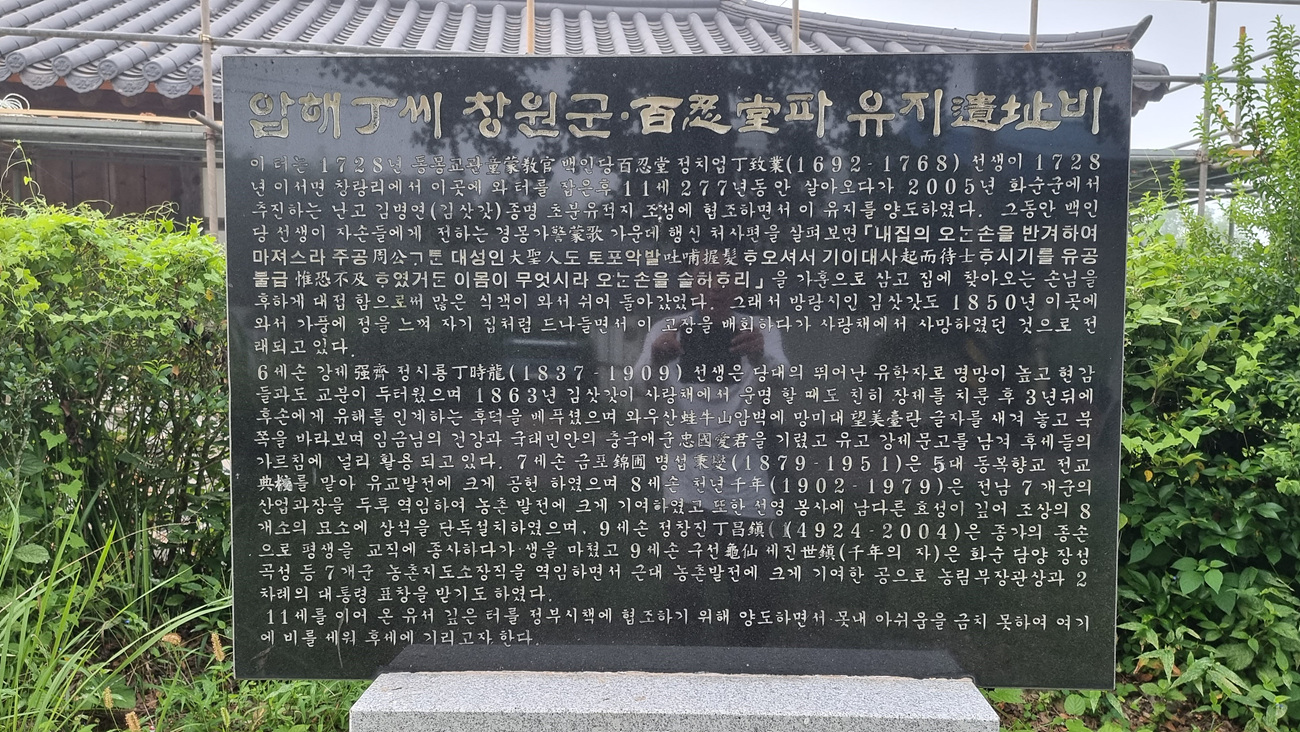 압해丁씨 창원군·百忍堂파 유지遺址비
이 터는 1728년 동몽교관童蒙敎官 백인당百忍堂 정치업丁致業(1692-1768) 선생이 1728
년 이서면 창랑리에서 이곳에 와 터를 잡은후 11세 277년동안 살아오다가 2005년 화순군에서
추진하는 난고 김병연(김삿갓)종명 초분유적지 조성에 협조하면서 이 유지를 양도하였다. 그동안 백인
당 선생이 자손들에게 전하는 경몽가警蒙歌 가운데 행신 처사편을 살펴보면「내집의 오는손을 반겨하여
마져스라 주공周公ㄱ튼 대성인大聖人도 토포악발吐哺握髮ㅎ오셔서 기이대사起而待士ㅎ시기를 유공
불급 惟恐不及 ㅎ였거든 이몸이 무엇시라 오는손을 슬허ㅎ리」을 가훈으로 삼고 집에 찾아오는 손님을
후하게 대접 함으로써 많은 식객이 와서 쉬어 돌아갔었다. 그래서 방랑시인 김삿갓도 1850년 이곳에
와서 가풍에 정을 느껴 자기 집처럼 드나들면서 이 고장을 배회하다가 사랑채에서 사망하였던 것으로 전
래되고 있다.
6세손 강제强齊 정시룡丁時龍(1837-1909) 선생은 당대의 뛰어난 유학자로 명망이 높고 현감
들과도 교분이 두터웠으며 1863년 김삿갓이 사랑채에서 운명 할 때도 친히 장제를 치룬 후 3년뒤에
후손에게 유해를 인계하는 후덕을 베푸셨으며 와우산蛙牛山암벽에 망미대 望美臺란 글자를 새겨 놓고 북
쪽을 바라보며 임금님의 건강과 국태민안의 충국애군忠國愛君을 기렸고 유고 강제문고를 남겨 후세들의
가르침에 널리 활용 되고 있다. 7세손 금포錦圃 병섭秉燮(1879-1951)은 5대 동복향교 전교
典校를 맡아 유교발전에 크게 공헌 하였으며 8세손 천년千年(1902-1979)은 전남 7개군의
산업과장을 두루 역임하여 농촌 발전에 크게 기여하였고 또한 선영 봉사에 남다른 효성이 깊어 조상의 8
개소의 묘소에 상석을 단독설치하였으며, 9세손 정창진丁昌鎭(1924-2004)은 종가의 종손
으로 평생을 교직에 종사하다가 생을 마쳤고 9세손 구선龜仙 세진世鎭(千年의 자)은 화순 담양 장성
곡성 등 7개군 농촌지도소장직을 역임하면서 근대 농촌발전에 크게 기여한 공으로 농림부장관상과 2
차례의 대통령 표창을 받기도 하였다.
11세를 이어 온 유서 깊은 터를 정부시책에 협조하기 위해 양도하면서 못내 아쉬움을 금치 못하여 여기
에 비를 세워 후세에 기리고자 한다.